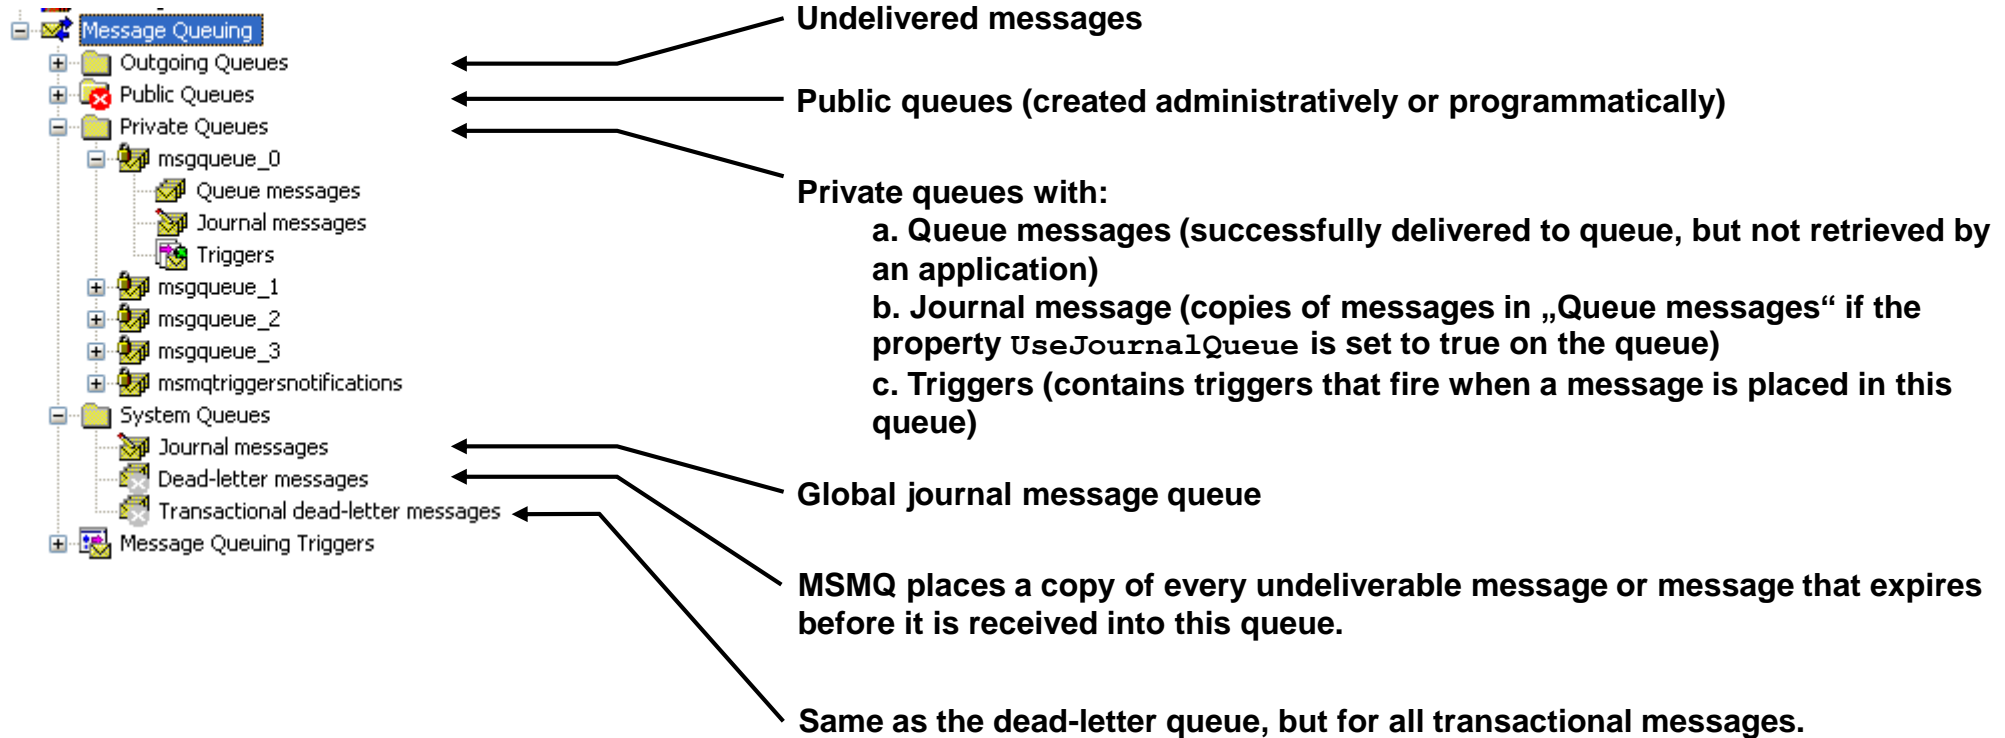 Message Queuing
Outgoing Queues
Public Queues
Private Queues
msgqueue_0
Queue messages
Journal messages
Triggers
msgqueue_1
msgqueue_2
msgqueue_3
msmqtriggersnotifications
System Queues
Journal messages
Dead-letter messages
Transactional dead-letter messages
Message Queuing Triggers
Undelivered messages
Public queues (created administratively or programmatically)
Private queues with:
a. Queue messages (successfully delivered to queue, but not retrieved by
an application)
b. Journal message (copies of messages in „Queue messages“ if the
property UseJournalQueue is set to true on the queue)
c. Triggers (contains triggers that fire when a message is placed in this
queue)
Global journal message queue
MSMQ places a copy of every undeliverable message or message that expires
before it is received into this queue.
Same as the dead-letter queue, but for all transactional messages.